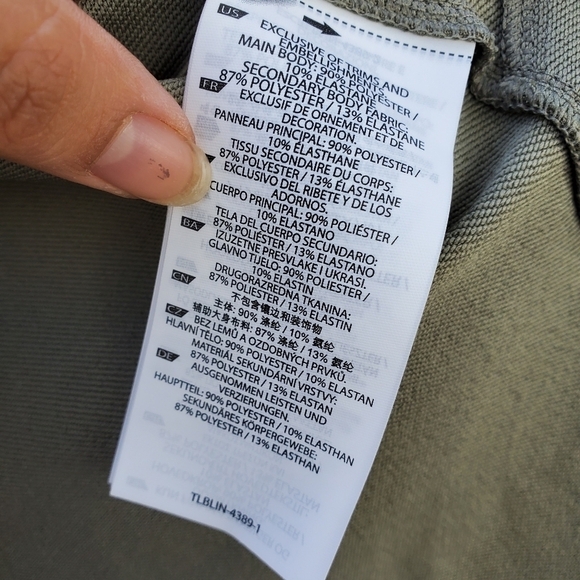 US
EXCLUSIVE OF TRIMS AND
EMBELLISHMENTS
MAIN BODY: 90% POLYESTER /
10% ELASTANE
SECONDARY BODY FABRIC:
87% POLYESTER / 13% ELASTANE
FR
EXCLUSIF DE ORNEMENT ET DE
DÉCORATION
PANNEAU PRINCIPAL: 90% POLYESTER /
10% ÉLASTHANE
TISSU SECONDAIRE DU CORPS:
87% POLYESTER / 13% ÉLASTHANE
EXCLUSIVO DEL RIBETE Y DE LOS
ADORNOS.
CUERPO PRINCIPAL: 90% POLIÉSTER /
10% ELASTANO
TELA DEL CUERPO SECUNDARIO:
87% POLIÉSTER / 13% ELASTANO
BA
IZUZETNE PRESVLAKE I UKRASI.
GLAVNO TIJELO: 90% POLIESTER /
10% ELASTIN
DRUGORAZREDNA TKANINA:
87% POLIESTER / 13% ELASTIN
CN
不包含镶边和装饰物
主体: 90% 涤纶 / 10% 氨纶
辅助大身布料: 87% 涤纶 / 13% 氨纶
CZ
BEZ LEMŮ A OZDOBNÝCH PRVKŮ.
HLAVNÍ TĚLO: 90% POLYESTER / 10% ELASTAN
MATERIÁL SEKUNDÁRNÍ VRSTVY:
87% POLYESTER / 13% ELASTAN
DE
AUSGENOMMEN LEISTEN UND
VERZIERUNGEN.
HAUPTTEIL: 90% POLYESTER / 10% ELASTHAN
SEKUNDÄRES KÖRPERGEWEBE:
87% POLYESTER / 13% ELASTHAN
TLBLIN-4389-1